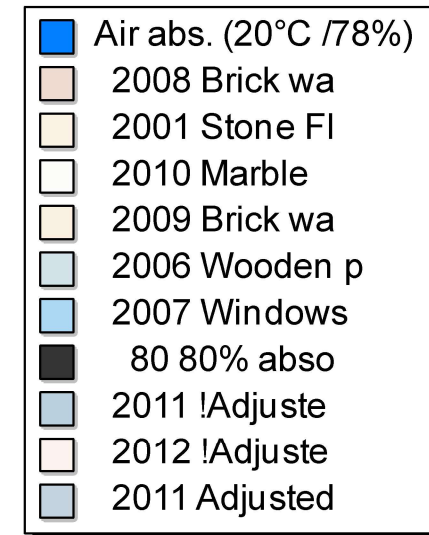 Air abs. (20°C /78%)
2008 Brick wa
2001 Stone Fl
2010 Marble
2009 Brick wa
2006 Wooden p
2007 Windows
80 80% abso
2011 !Adjuste
2012 !Adjuste
2011 Adjusted